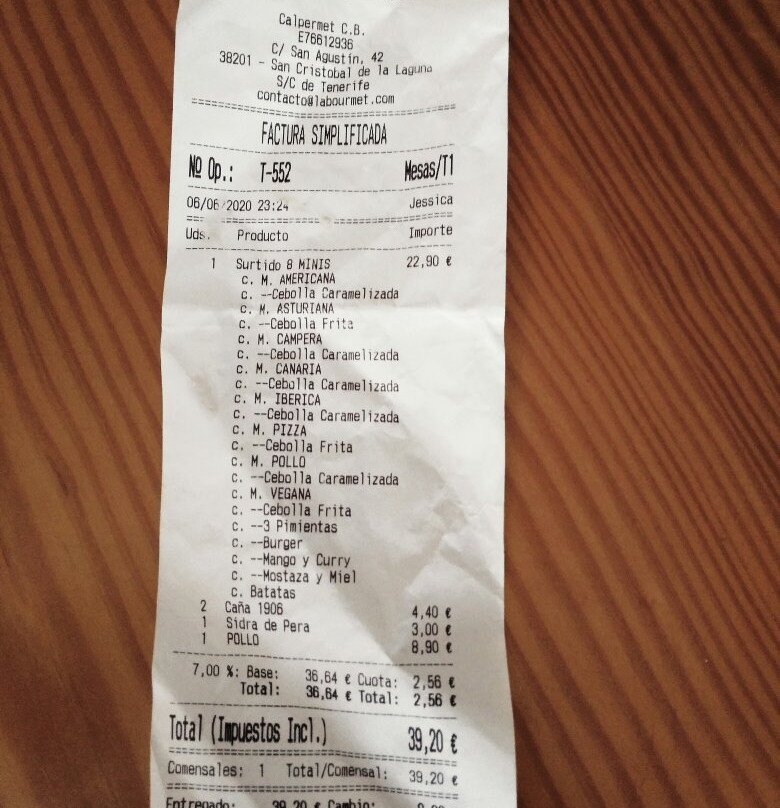 Calpermet C.B.
E76612936
C/ San Agustin, 42
38201 - San Cristobal de la Laguna
S/C de Tenerife
contacto@labourmet.com
FACTURA SIMPLIFICADA
Nº Op.: T-552 Mesas/T1
06/06/2020 23:24 Jessica
Uds. Producto Importe
1 Surtido 8 MINIS 22,90 €
c. M. AMERICANA
c. --Cebolla Caramelizada
c. M. ASTURIANA
c. --Cebolla Frita
c. M. CAMPERA
c. --Cebolla Caramelizada
c. M. CANARIA
c. --Cebolla Caramelizada
c. M. IBERICA
c. --Cebolla Caramelizada
c. M. PIZZA
c. --Cebolla Frita
c. M. POLLO
c. --Cebolla Caramelizada
c. M. VEGANA
c. --Cebolla Frita
c. --3 Pimientas
c. --Burger
c. --Mango y Curry
c. --Mostaza y Miel
c. Batatas
2 Caña 1906 4,40 €
1 Sidra de Pera 3,00 €
1 POLLO 8,90 €
7,00 %: Base: 36,64 € Cuota: 2,56 €
Total: 36,64 € Total: 2,56 €
Total (Impuestos Incl.) 39,20 €
Comensales: 1 Total/Comensal: 39,20 €
Entregado: 39,20 € Cambio: